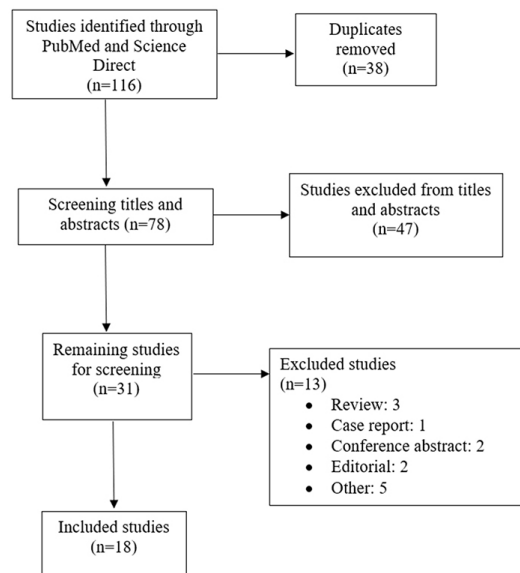 Studies identified through
PubMed and Science
Direct
(n=116)
Duplicates
removed
(n=38)
Screening titles and
abstracts (n=78)
Studies excluded from titles
and abstracts
(n=47)
Remaining studies
for screening
(n=31)
Excluded studies
(n=13)
• Review: 3
• Case report: 1
• Conference abstract: 2
• Editorial: 2
• Other: 5
Included studies
(n=18)